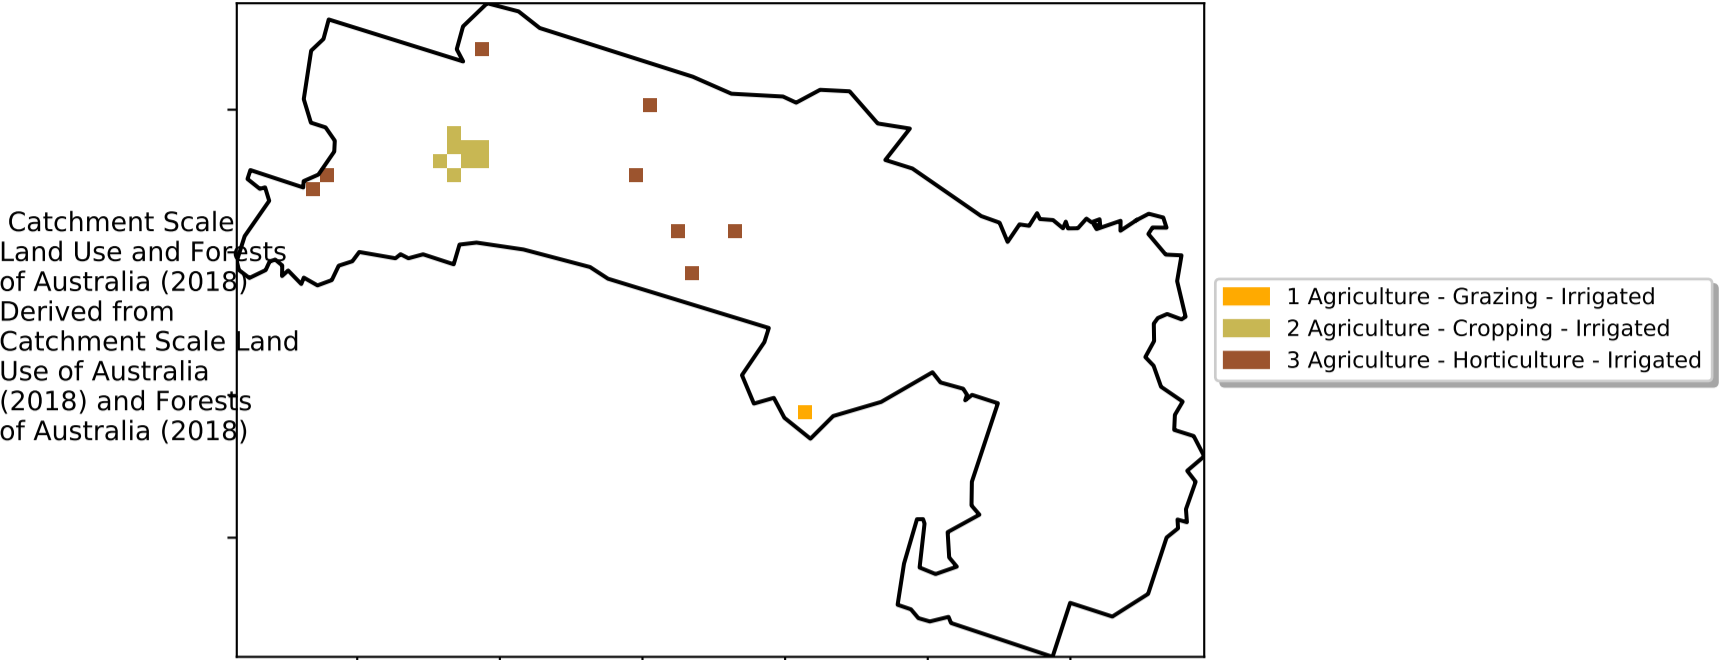 Catchment Scale
Land Use and Forests
of Australia (2018)
Derived from
Catchment Scale Land
Use of Australia
(2018) and Forests
of Australia (2018)
1 Agriculture - Grazing - Irrigated
2 Agriculture - Cropping - Irrigated
3 Agriculture - Horticulture - Irrigated